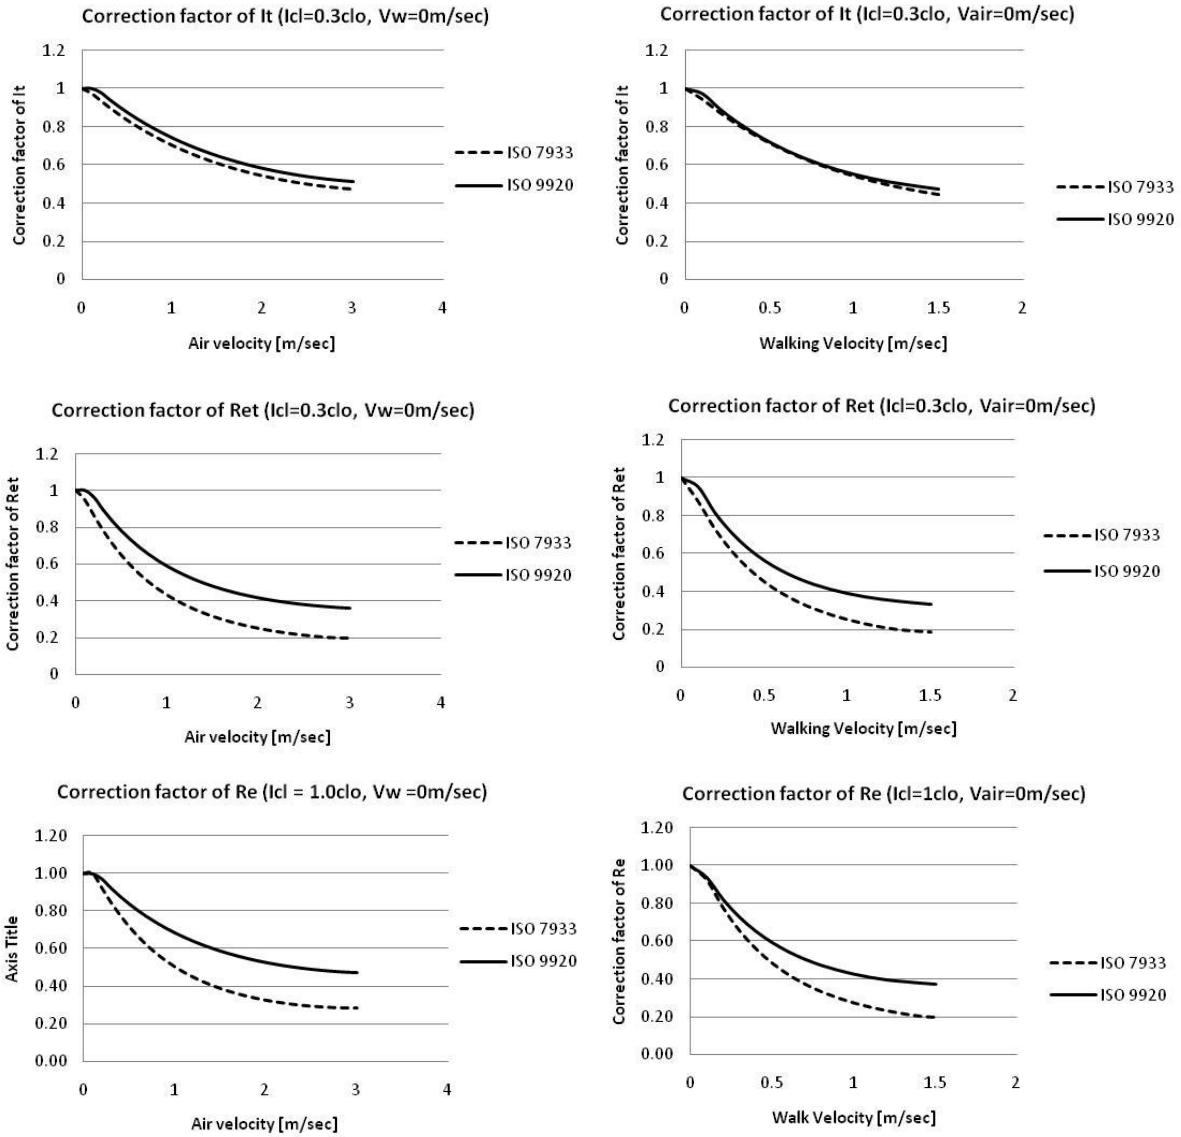 Correction factor of It (Icl=0.3clo, Vw=0m/sec)
1.2
1
0.8
0.6
0.4
0.2
0
0 1 2 3 4
Correction factor of It
Air velocity [m/sec]
ISO 7933
ISO 9920
Correction factor of It (Icl=0.3clo, Vair=0m/sec)
1.2
1
0.8
0.6
0.4
0.2
0
0 0.5 1 1.5 2
Correction factor of It
Walking Velocity [m/sec]
ISO 7933
ISO 9920
Correction factor of Ret (Icl=0.3clo, Vw=0m/sec)
1.2
1
0.8
0.6
0.4
0.2
0
0 1 2 3 4
Correction factor of Ret
Air velocity [m/sec]
ISO 7933
ISO 9920
Correction factor of Ret (Icl=0.3clo, Vair=0m/sec)
1.2
1
0.8
0.6
0.4
0.2
0
0 0.5 1 1.5 2
Correction factor of Ret
Walking Velocity [m/sec]
ISO 7933
ISO 9920
Correction factor of Re (Icl = 1.0clo, Vw =0m/sec)
1.20
1.00
0.80
0.60
0.40
0.20
0.00
0 1 2 3 4
Axis Title
Air velocity [m/sec]
ISO 7933
ISO 9920
Correction factor of Re (Icl=1clo, Vair=0m/sec)
1.20
1.00
0.80
0.60
0.40
0.20
0.00
0 0.5 1 1.5 2
Correction factor of Re
Walk Velocity [m/sec]
ISO 7933
ISO 9920